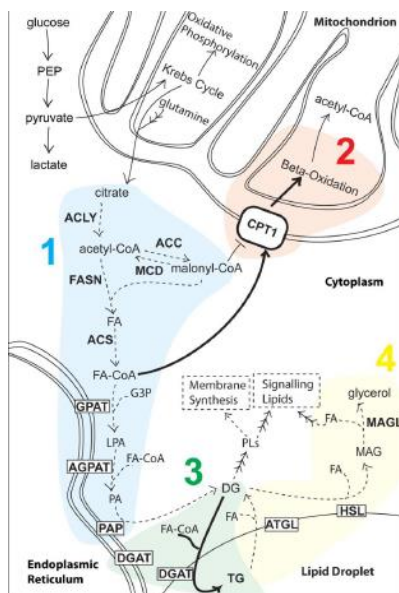 glucose
PEP
pyruvate
lactate
Oxidative
Phosphorylation
Krebs Cycle
glutamine
Mitochondrion
acetyl-CoA
2
Beta-Oxidation
CPT1
citrate
ACLY
1
acetyl-CoA
ACC
MCD
malonyl-CoA
Cytoplasm
FASN
FA
ACS
FA-CoA
GPAT
G3P
LPA
AGPAT
FA-CoA
PA
PAP
Membrane
Synthesis
Signalling
Lipids
PLs
4
glycerol
FA
MAGL
MAG
FA
HSL
3
DG
FA-CoA
FA
ATGL
DGAT
DGAT
TG
Endoplasmic
Reticulum
Lipid Droplet